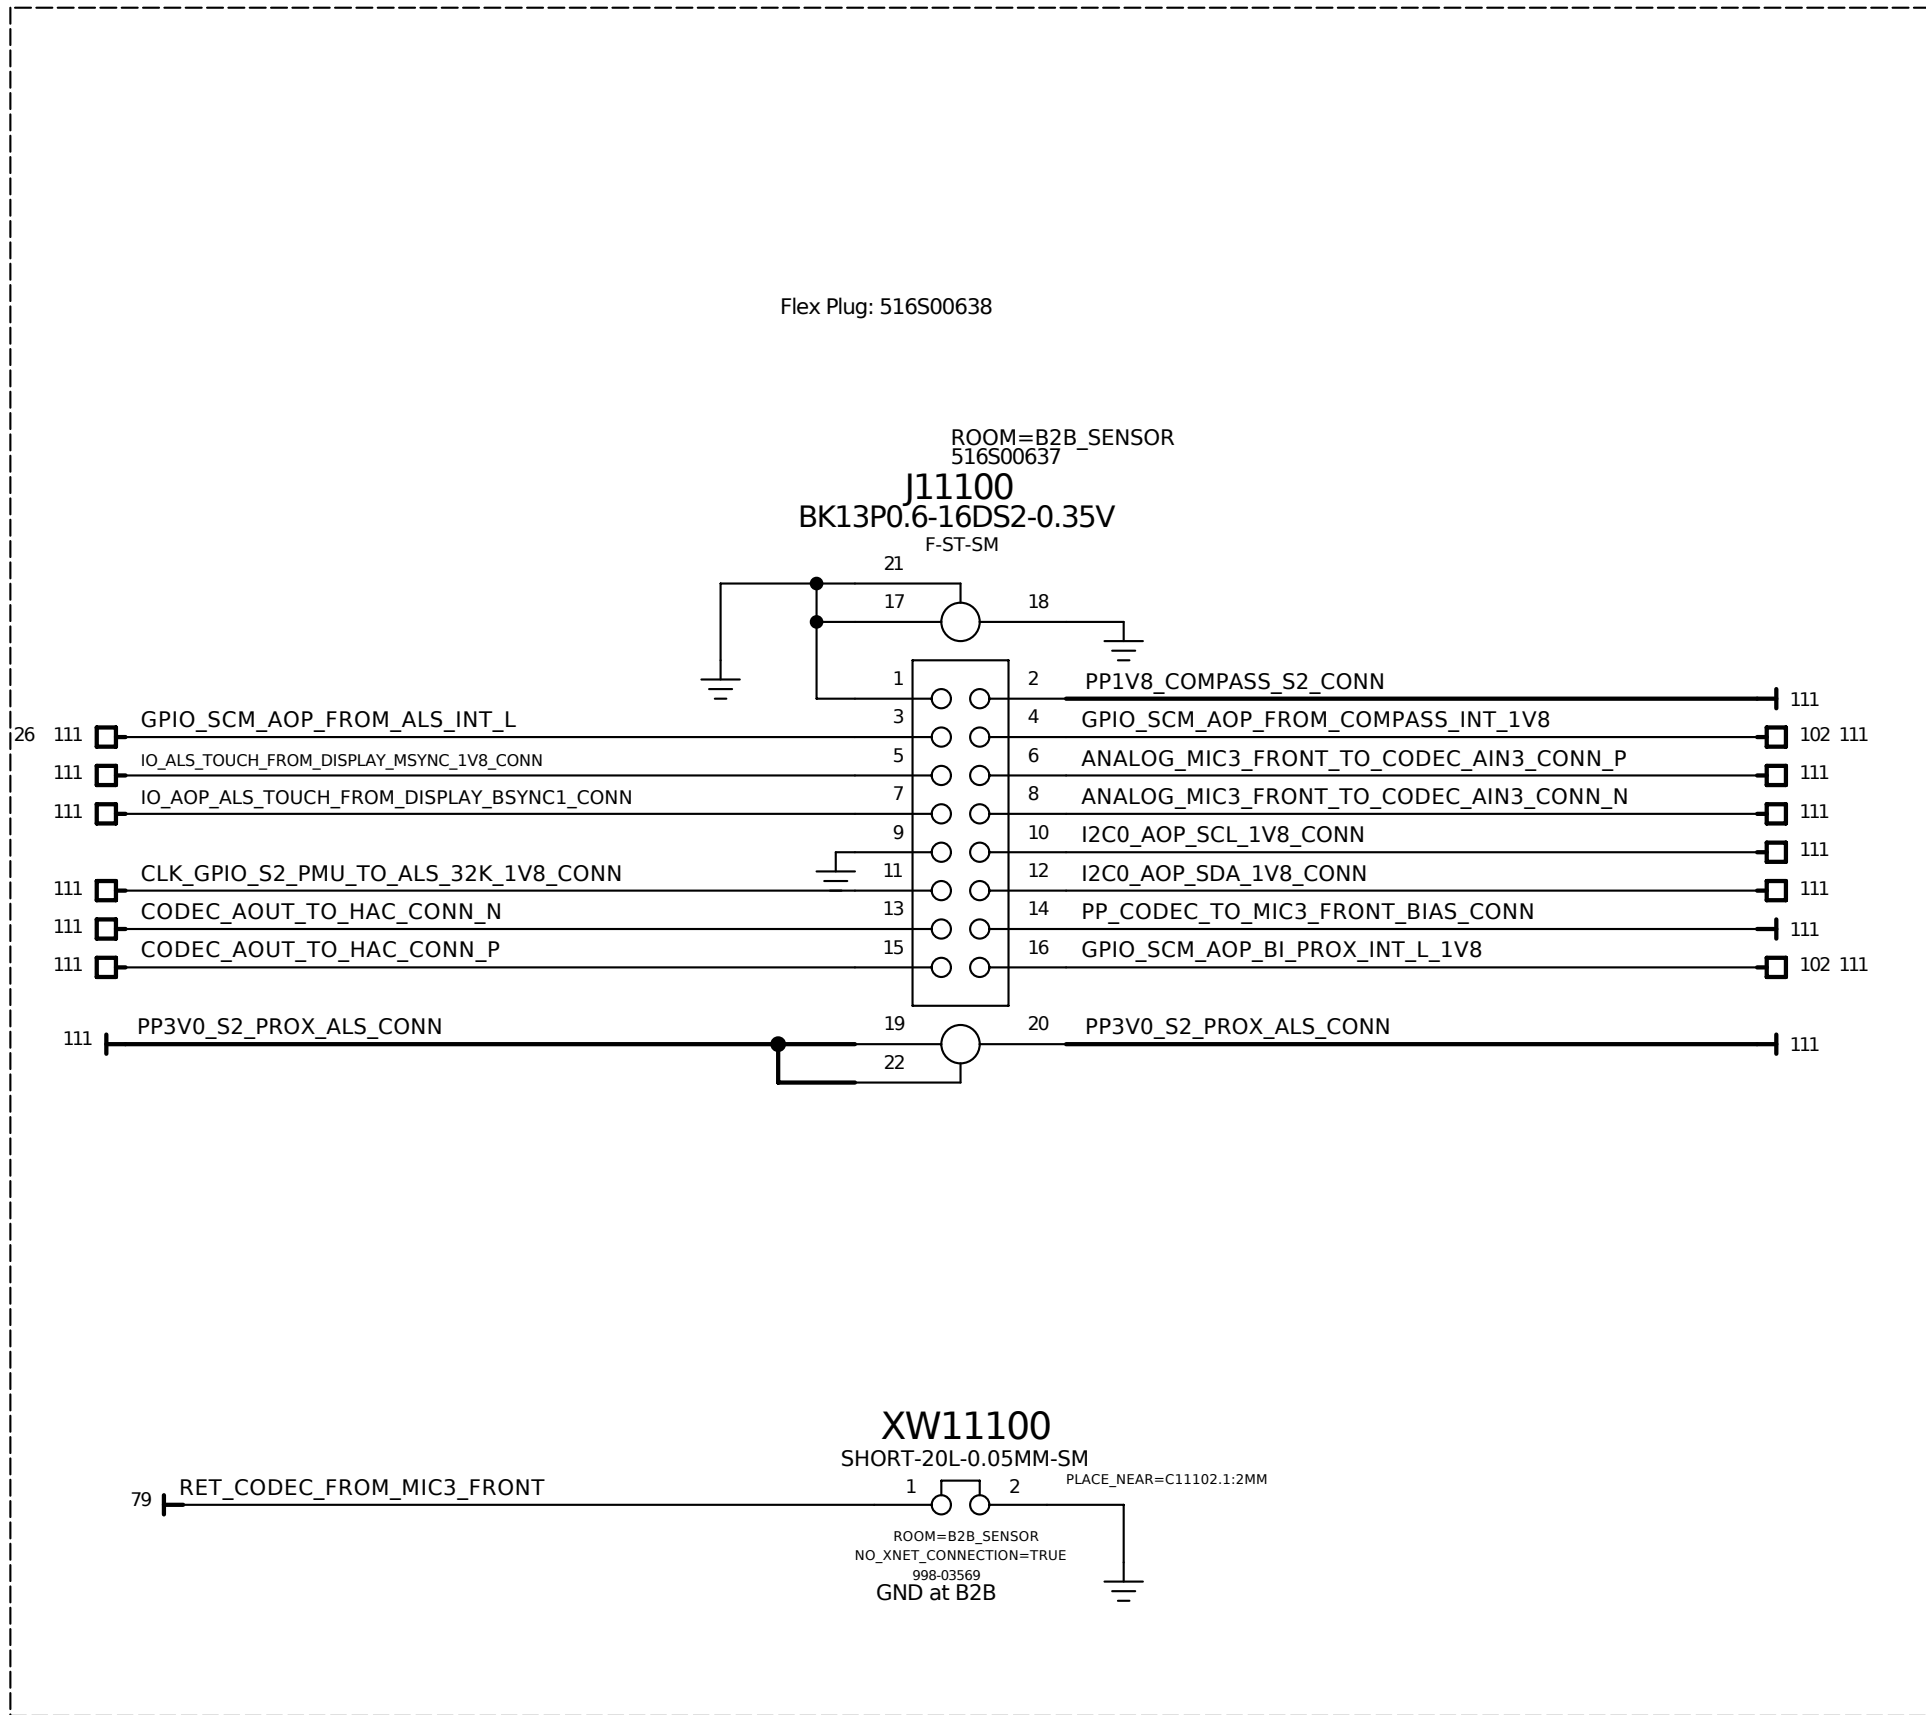 Flex Plug: 516S00638
ROOM=B2B_SENSOR
516S00637
J11100
BK13P0.6-16DS2-0.35V
F-ST-SM
21
17 18
1 2 PP1V8_COMPASS_S2_CONN 111
26 111 GPIO_SCM_AOP_FROM_ALS_INT_L 3 4 GPIO_SCM_AOP_FROM_COMPASS_INT_1V8 102 111
111 IO_ALS_TOUCH_FROM_DISPLAY_MSYNC_1V8_CONN 5 6 ANALOG_MIC3_FRONT_TO_CODEC_AIN3_CONN_P 111
111 IO_AOP_ALS_TOUCH_FROM_DISPLAY_BSYNC1_CONN 7 8 ANALOG_MIC3_FRONT_TO_CODEC_AIN3_CONN_N 111
9 10 I2C0_AOP_SCL_1V8_CONN 111
111 CLK_GPIO_S2_PMU_TO_ALS_32K_1V8_CONN 11 12 I2C0_AOP_SDA_1V8_CONN 111
111 CODEC_AOUT_TO_HAC_CONN_N 13 14 PP_CODEC_TO_MIC3_FRONT_BIAS_CONN 111
111 CODEC_AOUT_TO_HAC_CONN_P 15 16 GPIO_SCM_AOP_BI_PROX_INT_L_1V8 102 111
111 PP3V0_S2_PROX_ALS_CONN 19 20 PP3V0_S2_PROX_ALS_CONN 111
22
XW11100
SHORT-20L-0.05MM-SM
79 RET_CODEC_FROM_MIC3_FRONT 1 2 PLACE_NEAR=C11102.1:2MM
ROOM=B2B_SENSOR
NO_XNET_CONNECTION=TRUE
998-03569
GND at B2B